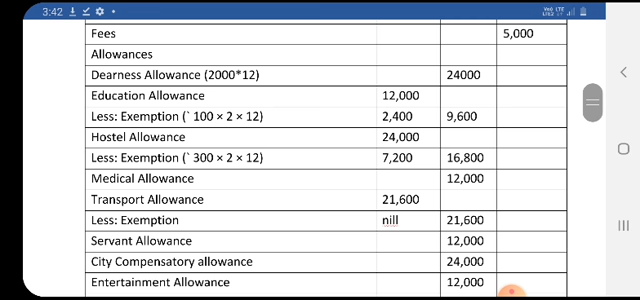 3:42
Fees 5,000
Allowances
Dearness Allowance (2000*12) 24000
Education Allowance 12,000
Less: Exemption (` 100 × 2 × 12) 2,400 9,600
Hostel Allowance 24,000
Less: Exemption (` 300 × 2 × 12) 7,200 16,800
Medical Allowance 12,000
Transport Allowance 21,600
Less: Exemption nill 21,600
Servant Allowance 12,000
City Compensatory allowance 24,000
Entertainment Allowance 12,000